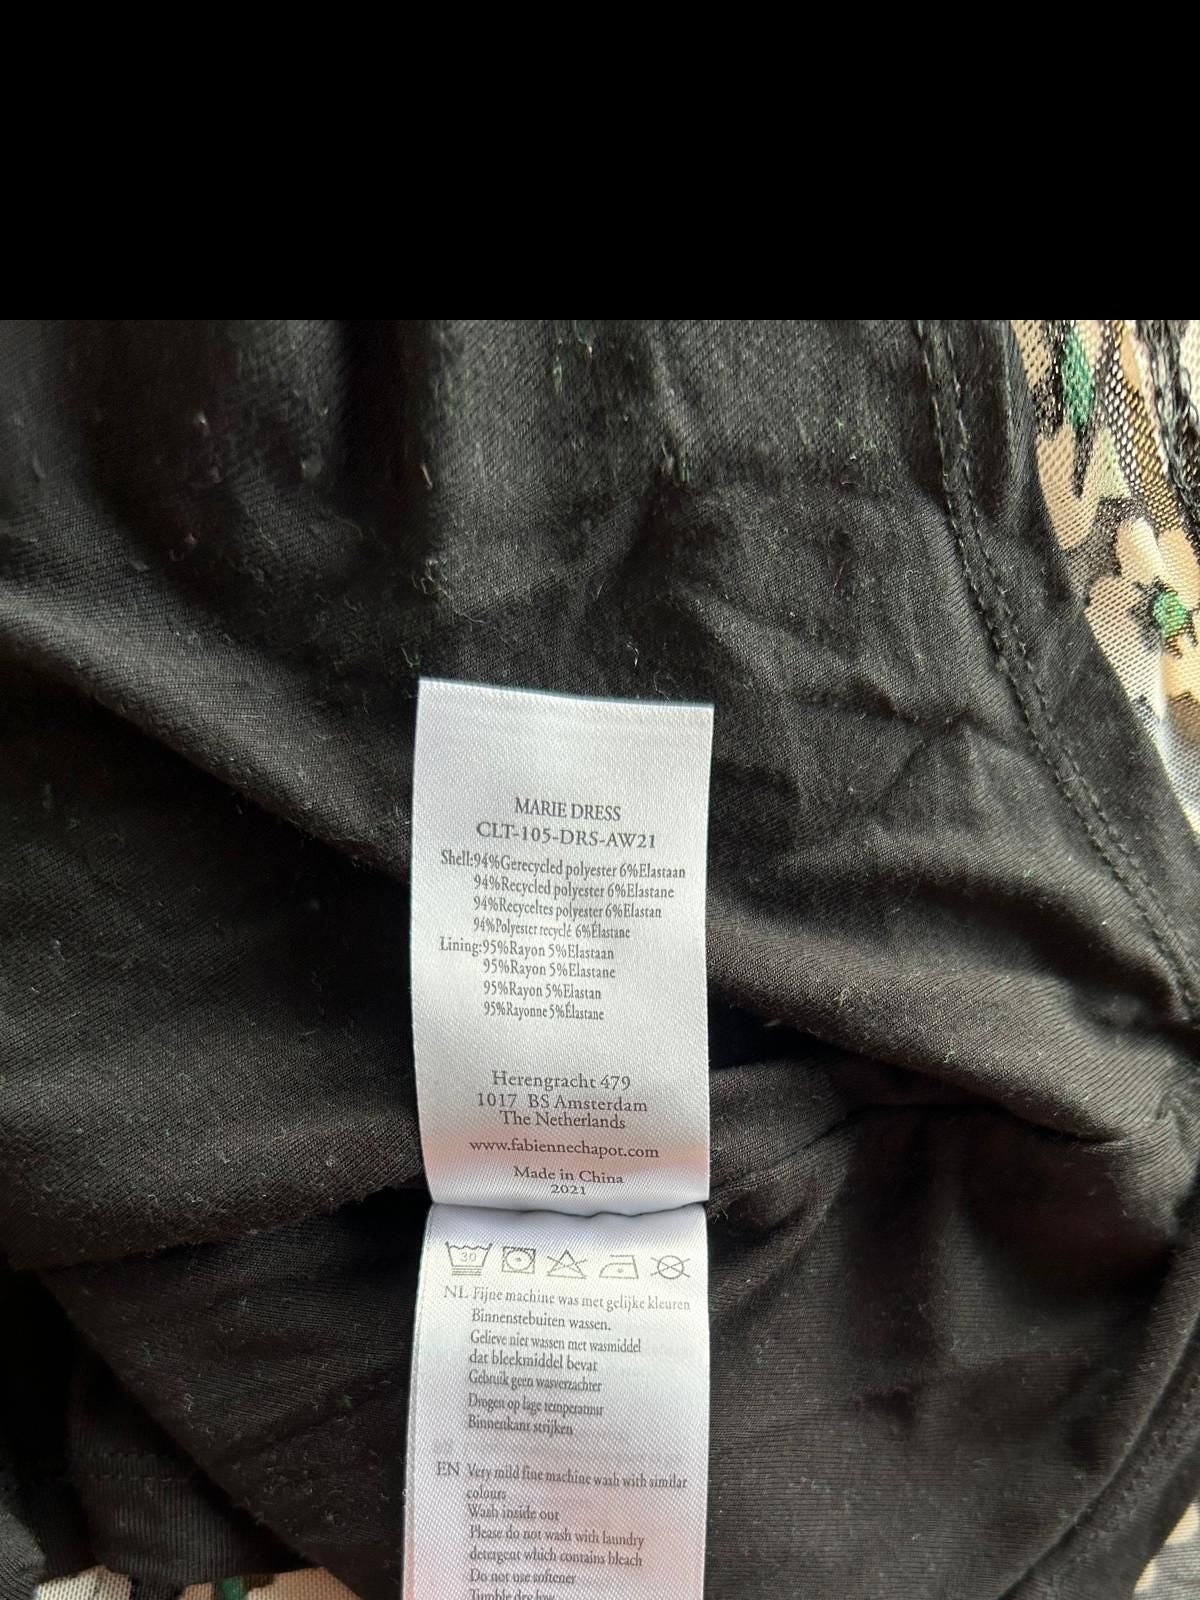 MARIE DRESS
CLT-105-DRS-AW21
Shell:94%Gerecycled polyester 6%Elastaan
94%Recycled polyester 6%Elastane
94%Recyceltes polyester 6%Elastan
94%Polyester recyclé 6%Élastane
Lining:95%Rayon 5%Elastaan
95%Rayon 5%Elastane
95%Rayon 5%Elastan
95%Rayonne 5%Élastane
Herengracht 479
1017 BS Amsterdam
The Netherlands
www.fabiennechapot.com
Made in China
2021
30
NL Fijne machine was met gelijke kleuren
Binnenstebuiten wassen.
Gelieve niet wassen met wasmiddel
dat bleekmiddel bevat
Gebruik geen wasverzachter
Drogen op lage temperatuur
Binnenkant strijken
EN Very mild fine machine wash with similar
colours
Wash inside out
Please do not wash with laundry
detergent which contains bleach
Do not use softener
Tumble dry low